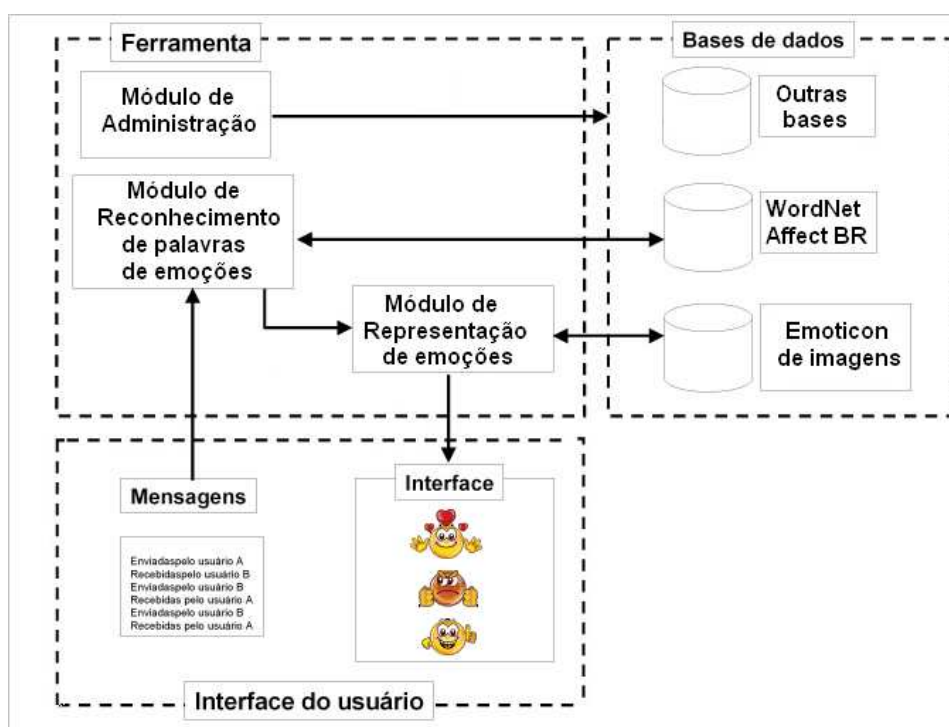 Ferramenta
Bases de dados
Módulo de
Administração
Outras
bases
Módulo de
Reconhecimento
de palavras
de emoções
WordNet
Affect BR
Módulo de
Representação
de emoções
Emoticon
de imagens
Mensagens
Enviadaspelo usuário A
Recebidaspelo usuário B
Enviadaspelo usuário B
Recebidas pelo usuário A
Enviadaspelo usuário B
Recebidas pelo usuário A
Interface
Interface do usuário